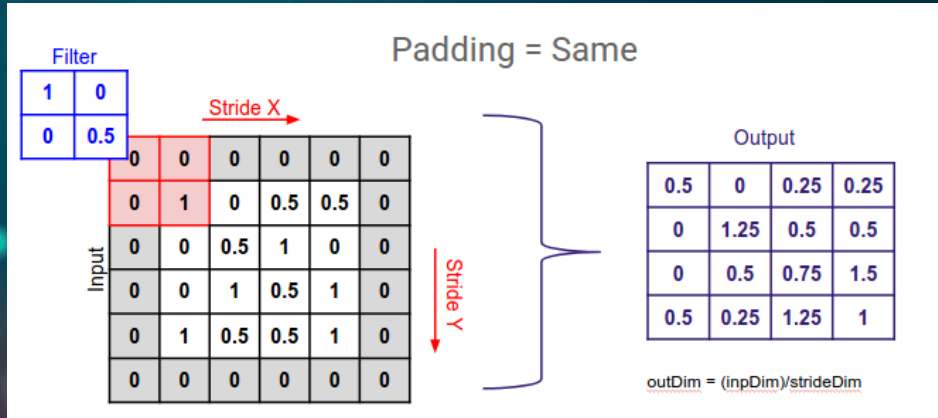 Padding = Same
Filter
1 0
0 0.5
Stride X
Input
0 0 0 0 0 0
0 1 0 0.5 0.5 0
0 0 0.5 1 0 0
0 0 1 0.5 1 0
0 1 0.5 0.5 1 0
0 0 0 0 0 0
Stride Y
Output
0.5 0 0.25 0.25
0 1.25 0.5 0.5
0 0.5 0.75 1.5
0.5 0.25 1.25 1
outDim = (inpDim)/strideDim